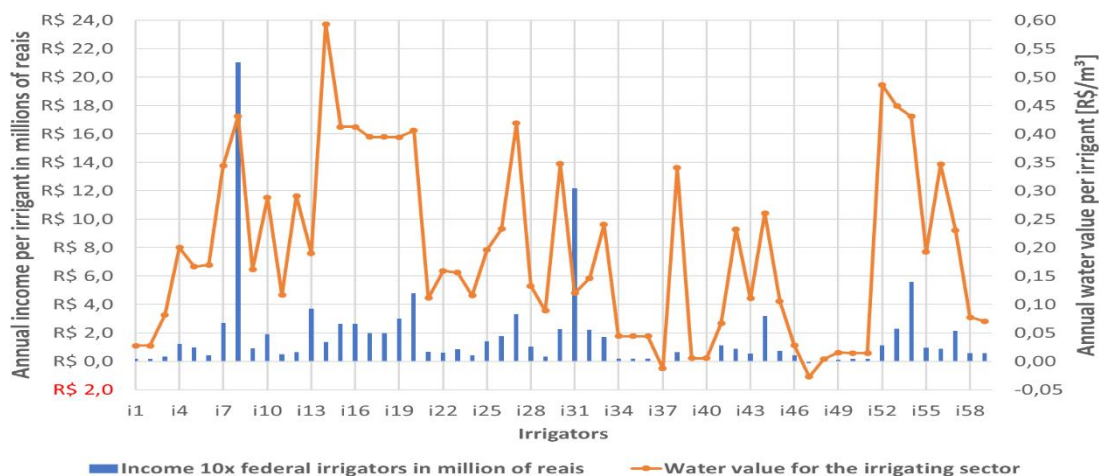 Annual income per irrigant in millions of reais
R$ 24,0
R$ 22,0
R$ 20,0
R$ 18,0
R$ 16,0
R$ 14,0
R$ 12,0
R$ 10,0
R$ 8,0
R$ 6,0
R$ 4,0
R$ 2,0
R$ 0,0
R$ 2,0
0,60
0,55
0,50
0,45
0,40
0,35
0,30
0,25
0,20
0,15
0,10
0,05
0,00
-0,05
Annual water value per irrigant [R$/m³]
i1 i4 i7 i10 i13 i16 i19 i22 i25 i28 i31 i34 i37 i40 i43 i46 i49 i52 i55 i58
Irrigators
Income 10x federal irrigators in million of reais Water value for the irrigating sector